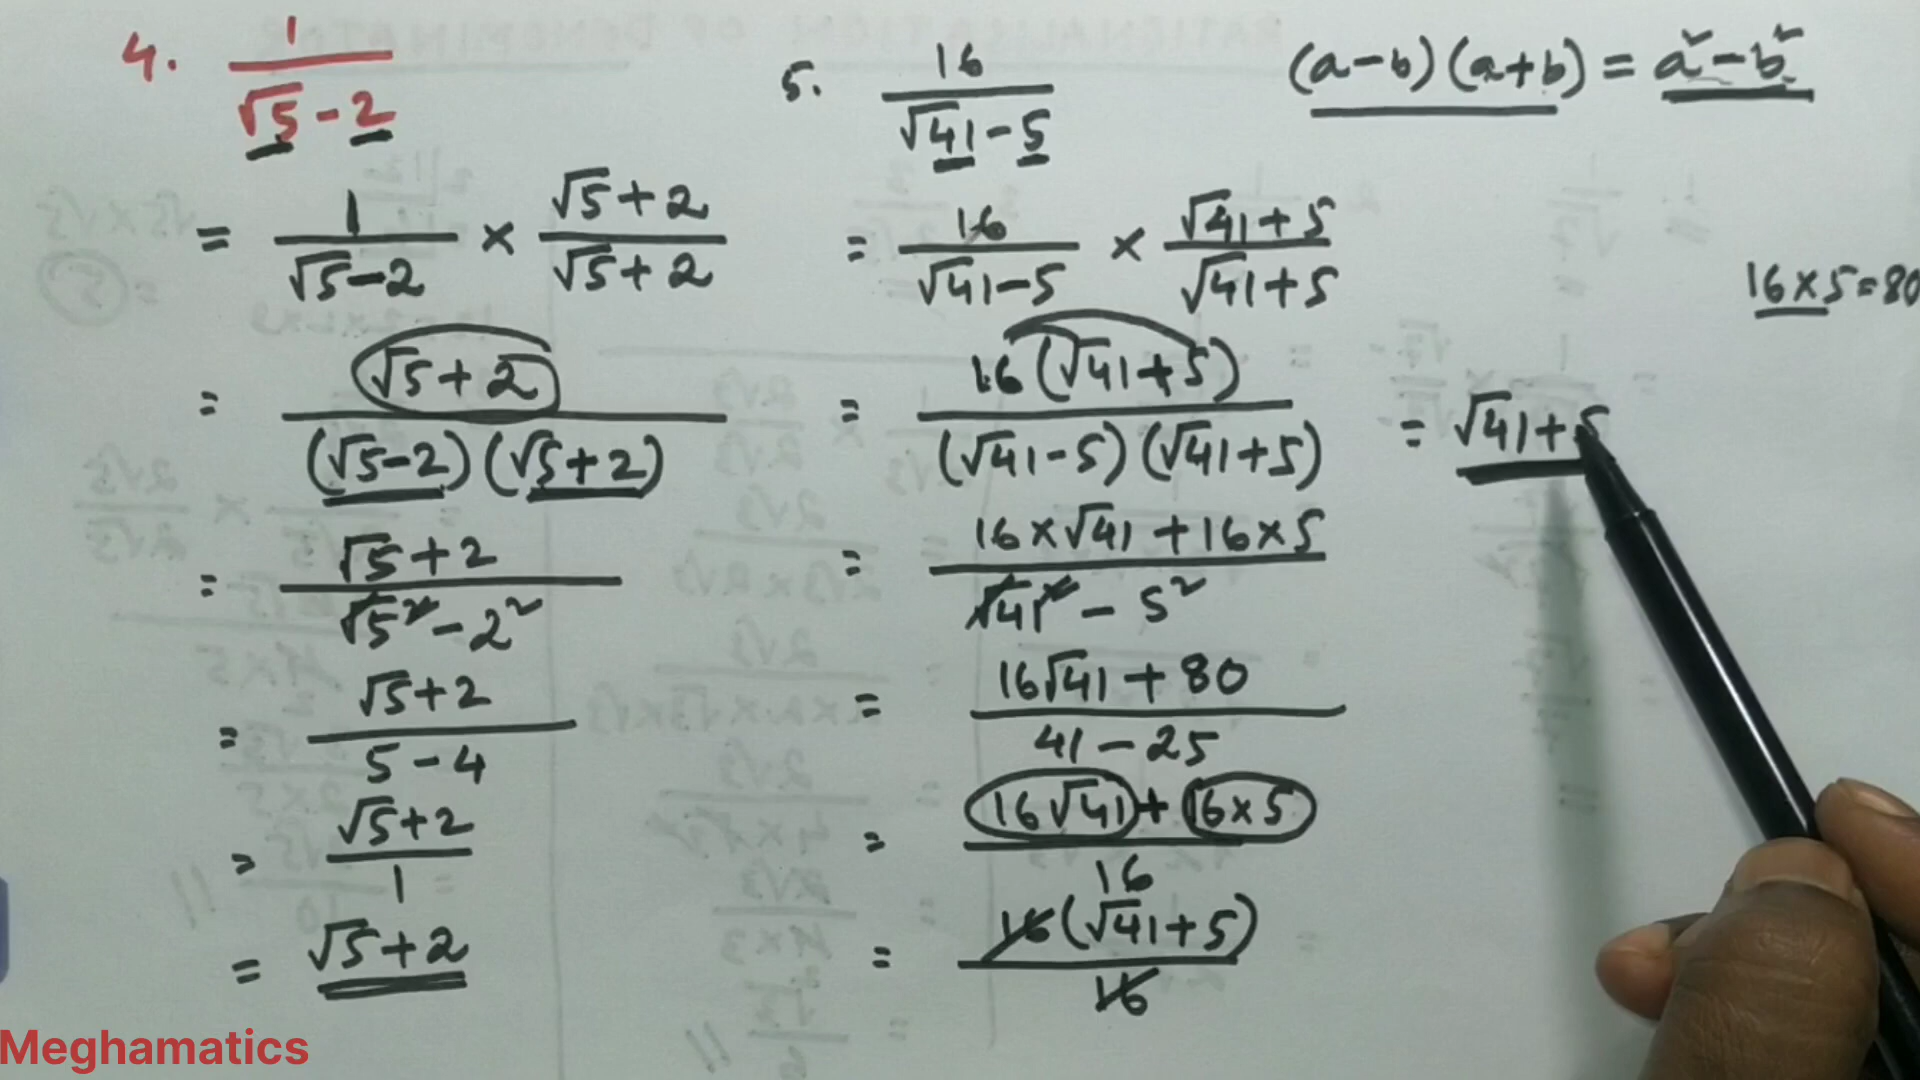 4. 1/(√5 - 2)
= 1/(√5-2) × (√5+2)/(√5+2)
= (√5+2)/((√5-2)(√5+2))
= (√5+2)/(√5² - 2²)
= (√5+2)/(5-4)
= (√5+2)/1
= √5+2
5. 16/(√41-5)
= 16/(√41-5) × (√41+5)/(√41+5)
= 16(√41+5)/((√41-5)(√41+5))
= (16×√41+16×5)/(√41² - 5²)
= (16√41+80)/(41-25)
= (16√41+16×5)/16
= 16(√41+5)/16
(a-b)(a+b) = a²-b²
16×5=80
= √41+5
Meghamatics